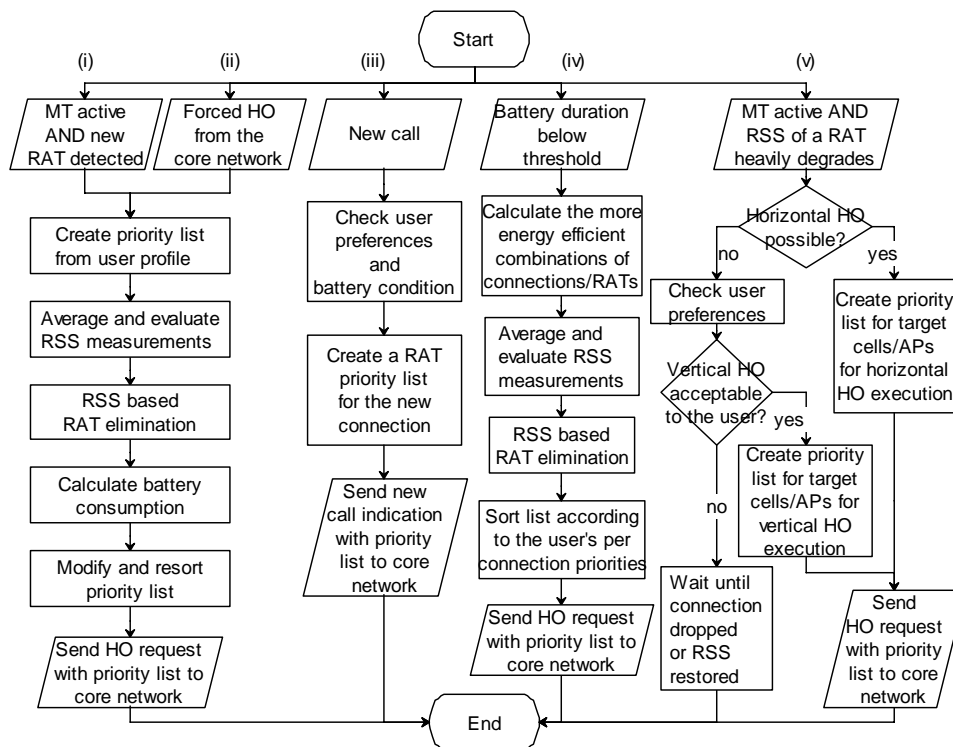 Start
(i)
(ii)
(iii)
(iv)
(v)
MT active
AND new
RAT detected
Forced HO
from the
core network
New call
Battery duration
below
threshold
MT active AND
RSS of a RAT
heavily degrades
Create priority list
from user profile
Average and evaluate
RSS measurements
RSS based
RAT elimination
Calculate battery
consumption
Modify and resort
priority list
Send HO request
with priority list to
core network
Check user
preferences
and
battery condition
Create a RAT
priority list
for the new
connection
Send new
call indication
with priority
list to core
network
Calculate the more
energy efficient
combinations of
connections/RATs
Average and
evaluate RSS
measurements
RSS based
RAT elimination
Sort list according
to the user's per
connection priorities
Send HO request
with priority list to
core network
Horizontal HO
possible?
no
yes
Check user
preferences
Vertical HO
acceptable
to the user?
yes
no
Create priority
list for target
cells/APs
for horizontal
HO execution
Create priority
list for target
cells/APs for
vertical HO
execution
Wait until
connection
dropped
or RSS
restored
Send
HO request
with priority
list to core
network
End